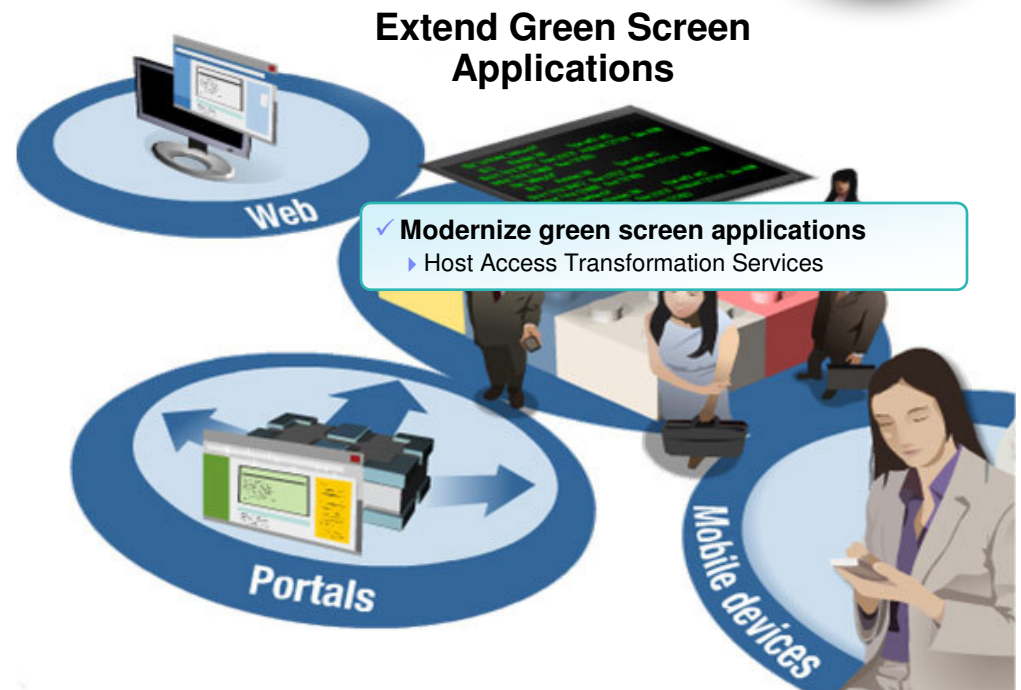 Extend Green Screen
Applications
Web
✓ Modernize green screen applications
Host Access Transformation Services
Portals
Mobile devices